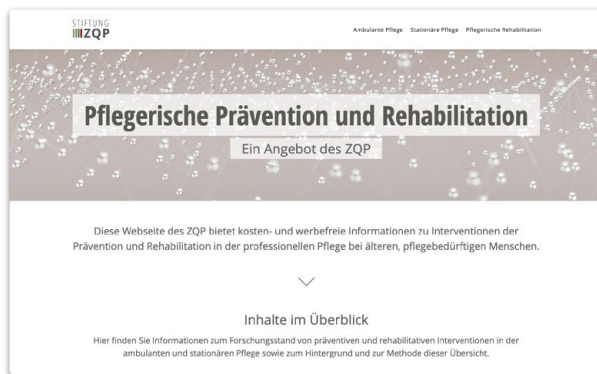 STIFTUNG
ZQP
Ambulante Pflege Stationäre Pflege Pflegerische Rehabilitation
Pflegerische Prävention und Rehabilitation
Ein Angebot des ZQP
Diese Webseite des ZQP bietet kosten- und werbefreie Informationen zu Interventionen der
Prävention und Rehabilitation in der professionellen Pflege bei älteren, pflegebedürftigen Menschen.
Inhalte im Überblick
Hier finden Sie Informationen zum Forschungsstand von präventiven und rehabilitativen Interventionen in der
ambulanten und stationären Pflege sowie zum Hintergrund und zur Methode dieser Übersicht.